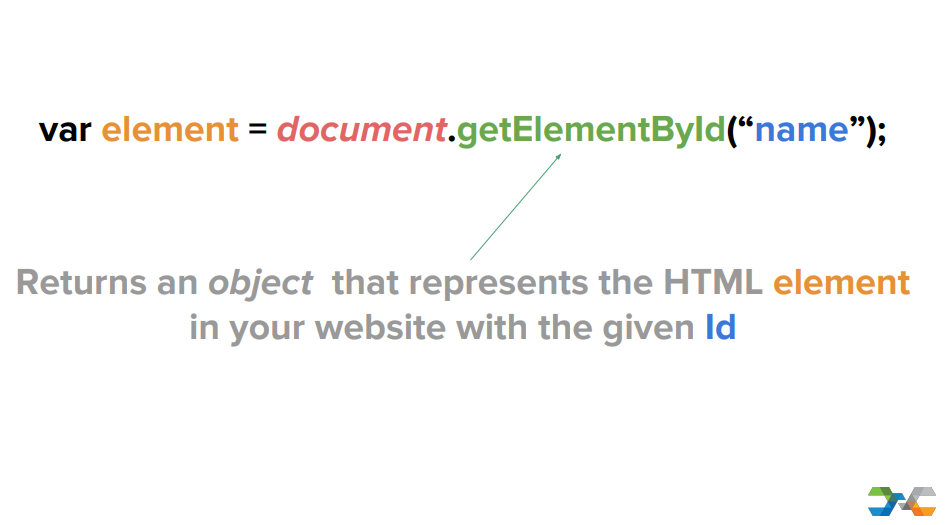 var element = document.getElementById(“name”);
Returns an object that represents the HTML element
in your website with the given Id